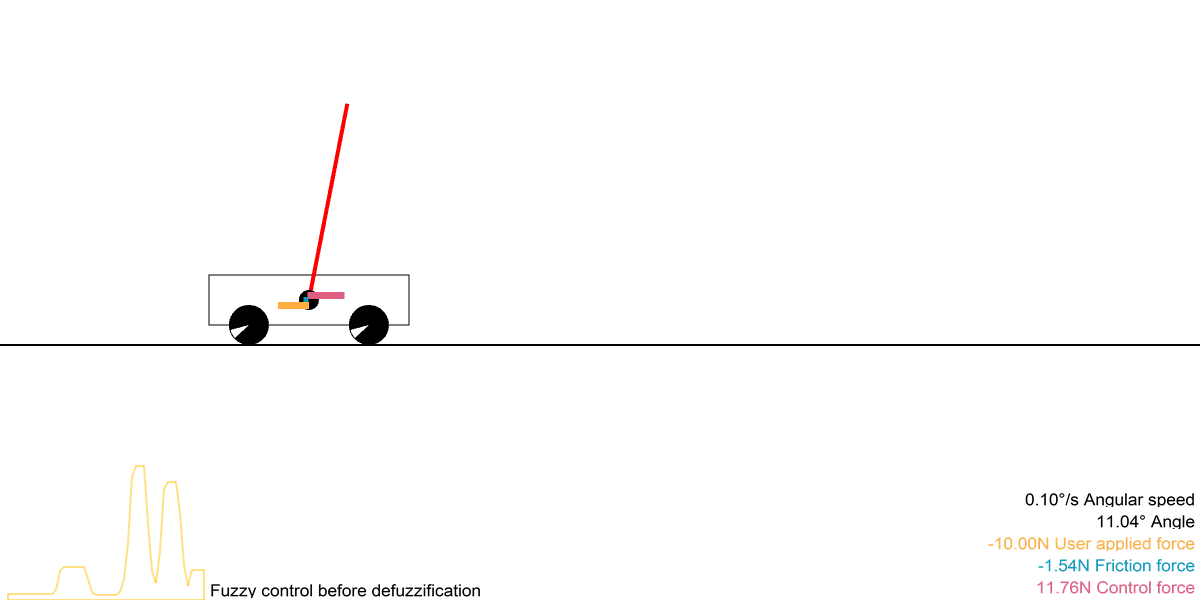 0.10°/s Angular speed
11.04° Angle
-10.00N User applied force
-1.54N Friction force
11.76N Control force
Fuzzy control before defuzzification